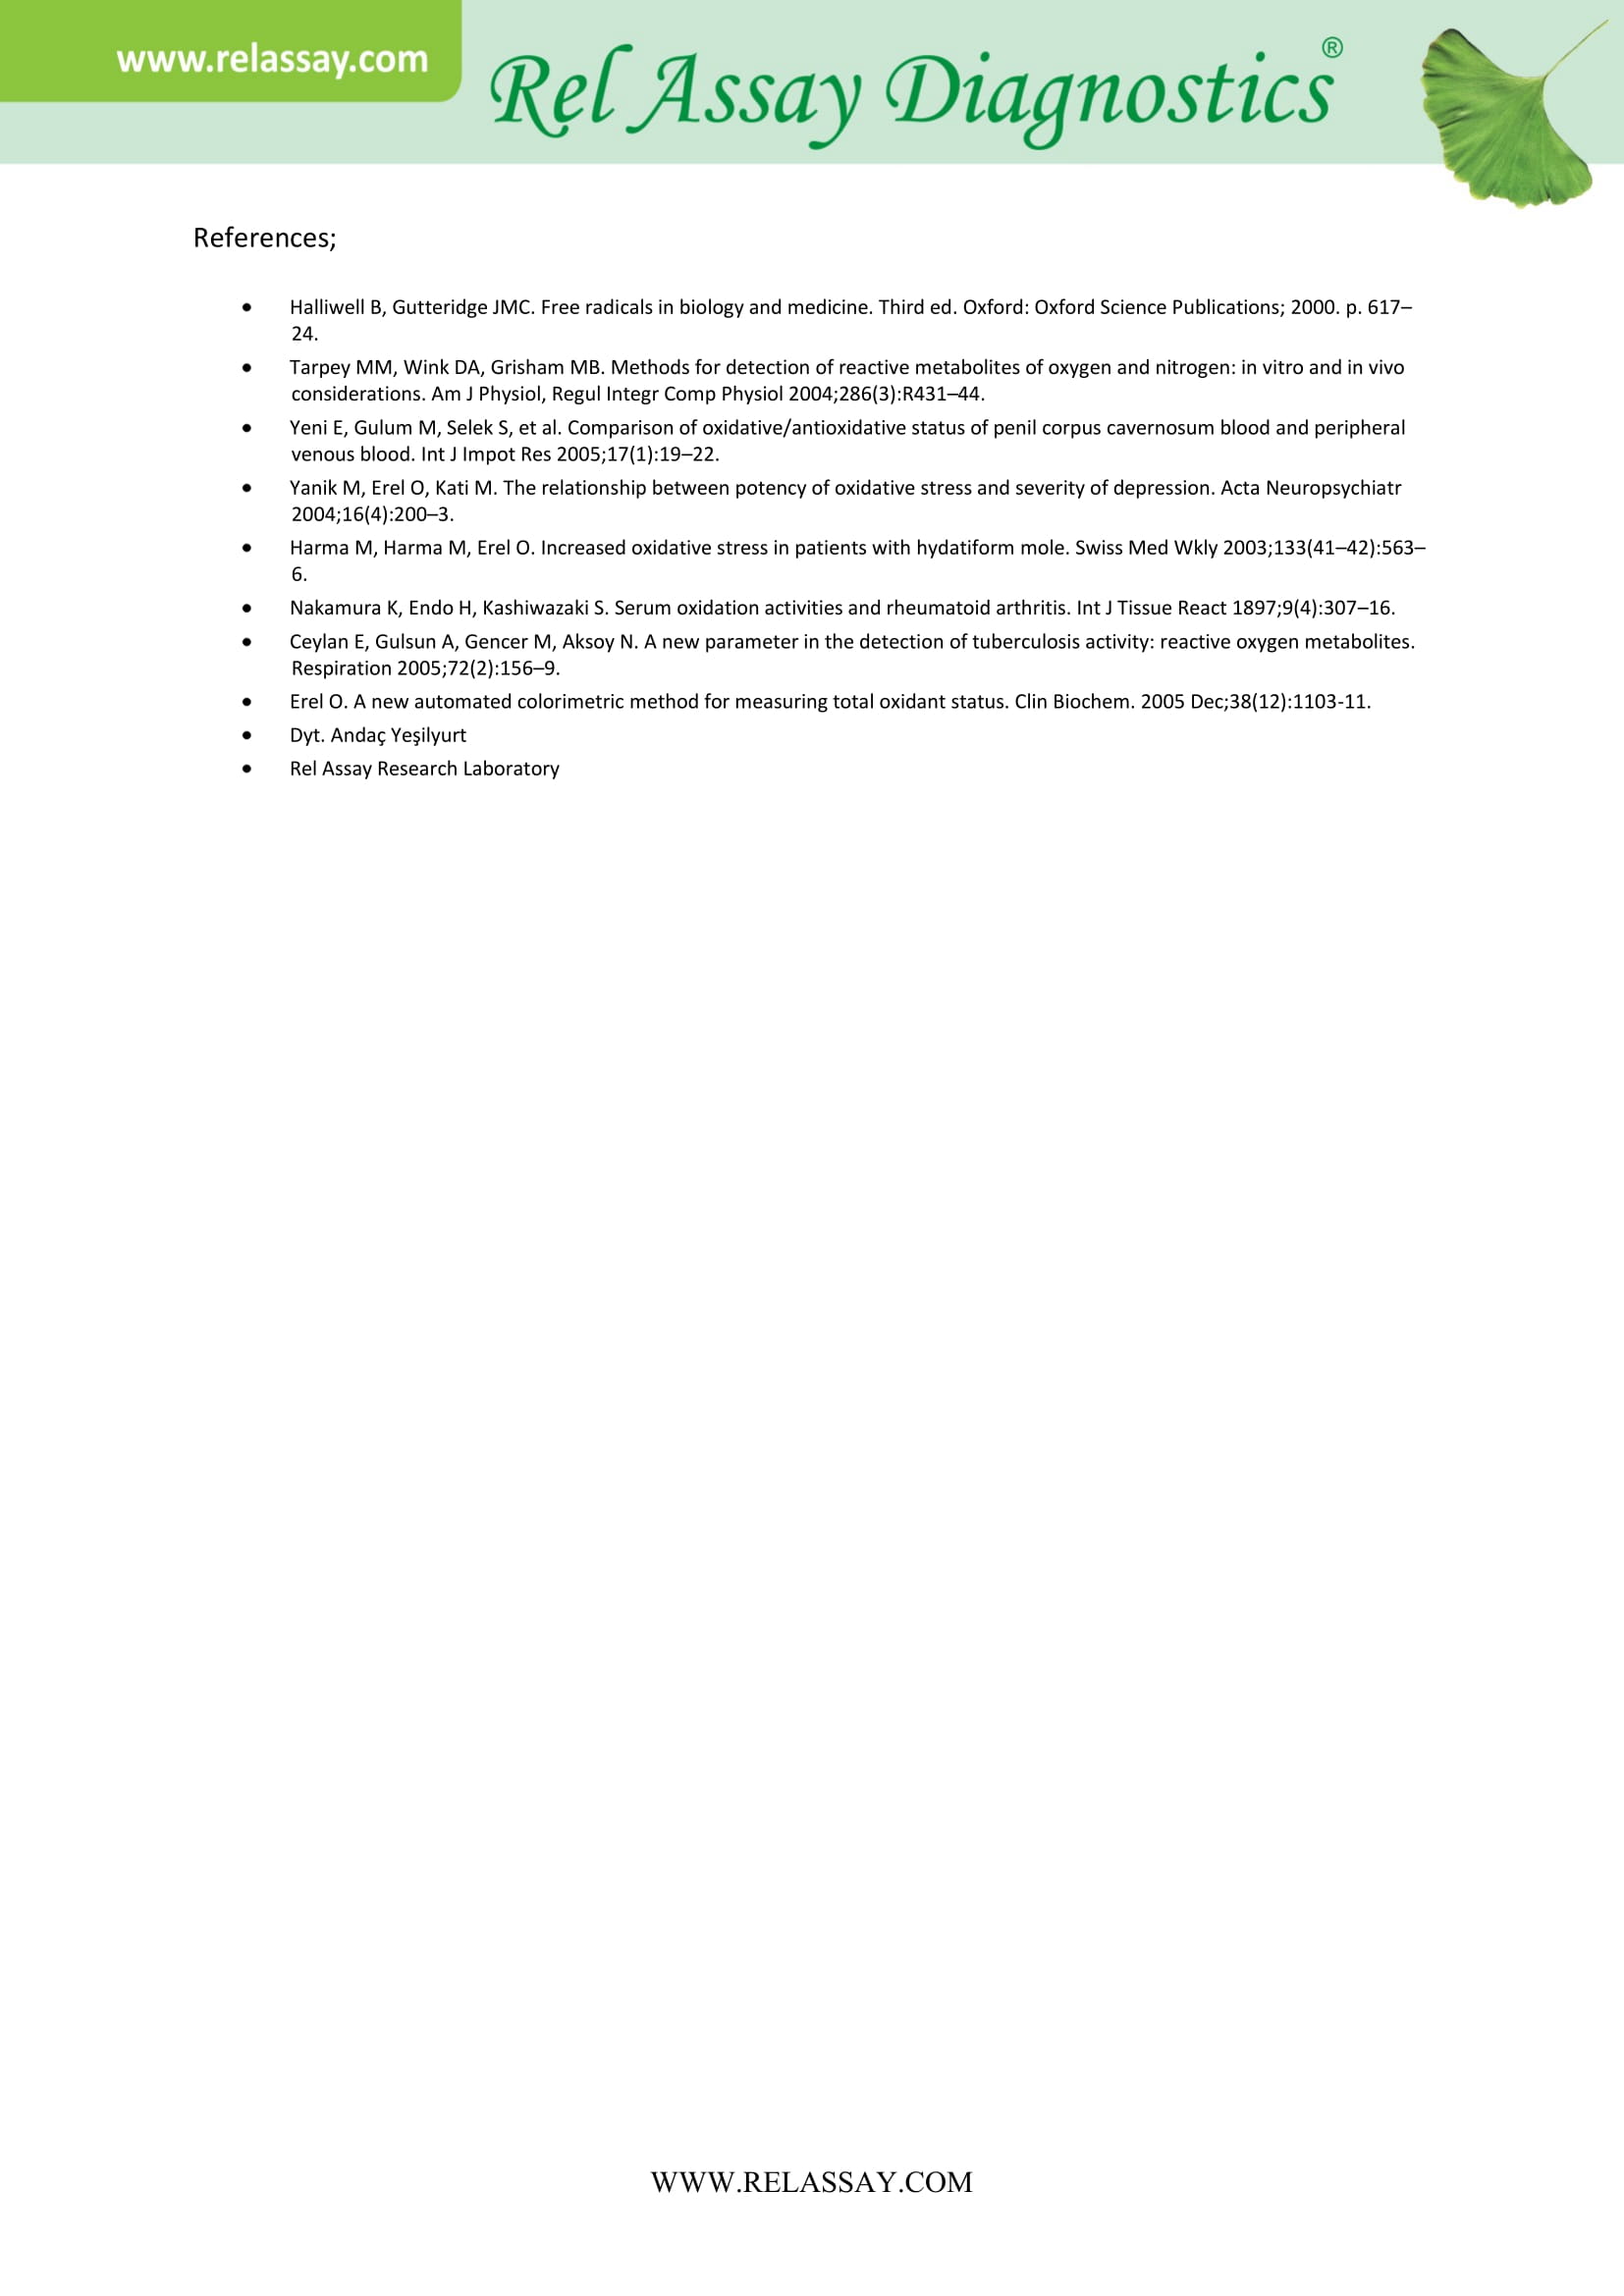 www.relassay.com
Rel Assay Diagnostics®
References;
• Halliwell B, Gutteridge JMC. Free radicals in biology and medicine. Third ed. Oxford: Oxford Science Publications; 2000. p. 617–
24.
• Tarpey MM, Wink DA, Grisham MB. Methods for detection of reactive metabolites of oxygen and nitrogen: in vitro and in vivo
considerations. Am J Physiol, Regul Integr Comp Physiol 2004;286(3):R431–44.
• Yeni E, Gulum M, Selek S, et al. Comparison of oxidative/antioxidative status of penil corpus cavernosum blood and peripheral
venous blood. Int J Impot Res 2005;17(1):19–22.
• Yanik M, Erel O, Kati M. The relationship between potency of oxidative stress and severity of depression. Acta Neuropsychiatr
2004;16(4):200–3.
• Harma M, Harma M, Erel O. Increased oxidative stress in patients with hydatiform mole. Swiss Med Wkly 2003;133(41–42):563–
6.
• Nakamura K, Endo H, Kashiwazaki S. Serum oxidation activities and rheumatoid arthritis. Int J Tissue React 1897;9(4):307–16.
• Ceylan E, Gulsun A, Gencer M, Aksoy N. A new parameter in the detection of tuberculosis activity: reactive oxygen metabolites.
Respiration 2005;72(2):156–9.
• Erel O. A new automated colorimetric method for measuring total oxidant status. Clin Biochem. 2005 Dec;38(12):1103-11.
• Dyt. Andaç Yeşilyurt
• Rel Assay Research Laboratory
WWW.RELASSAY.COM